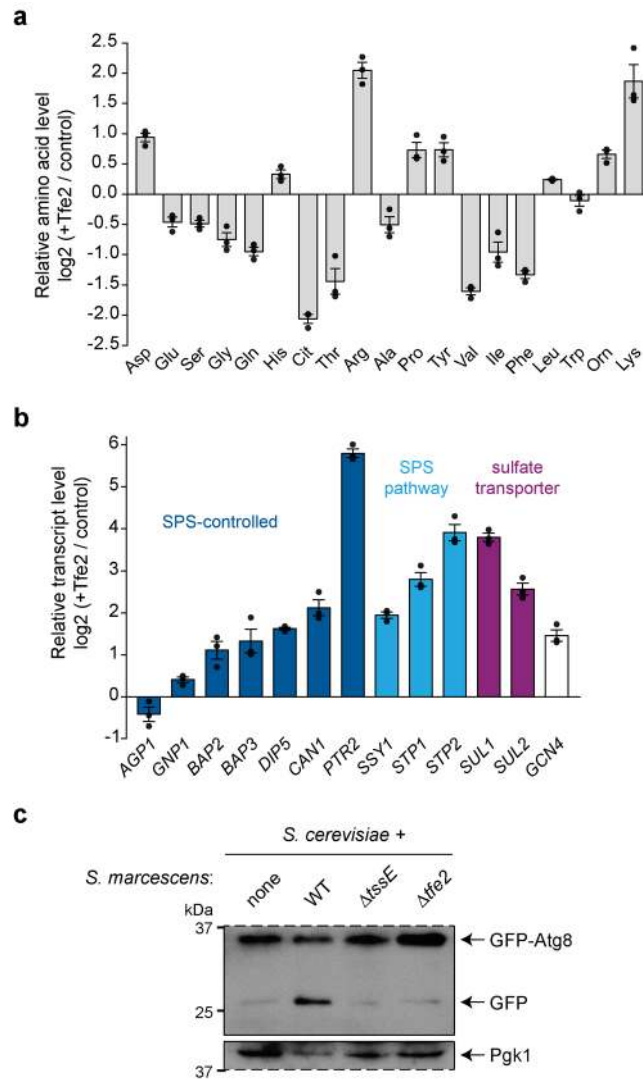 a
Relative amino acid level
log2 (+Tfe2 / control)
2.5
2.0
1.5
1.0
0.5
0.0
-0.5
-1.0
-1.5
-2.0
-2.5
Asp Glu Ser Gly Gln His Cit Thr Arg Ala Pro Tyr Val Ile Phe Leu Trp Orn Lys
b
Relative transcript level
log2 (+Tfe2 / control)
6
4
3
2
1
0
-1
SPS-controlled
SPS
pathway
sulfate
transporter
AGP1 GNP1 BAP2 BAP3 DIP5 CAN1 PTR2 SSY1 STP1 STP2 SUL1 SUL2 GCN4
c
S. cerevisiae +
S. marcescens: none WT ΔtssE Δtfe2
kDa
37
GFP-Atg8
GFP
25
Pgk1
37